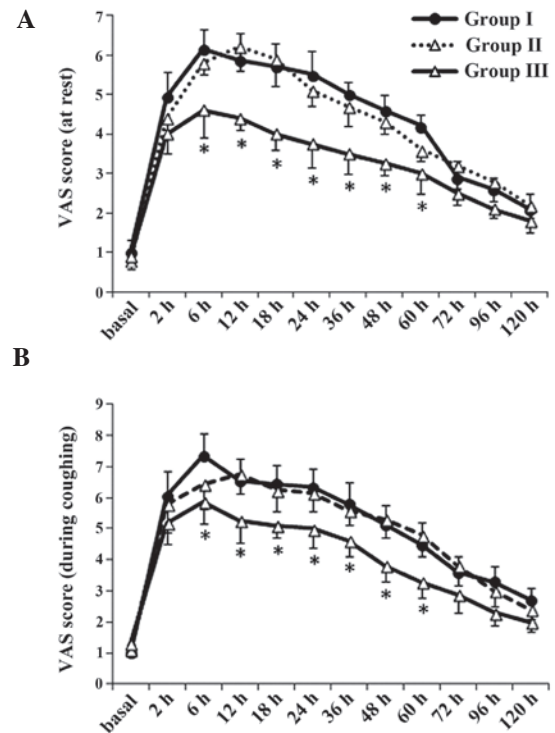 A
Group I
Group II
Group III
VAS score (at rest)
7
6
5
4
3
2
1
0
* * * * * * * *
basal 2 h 6 h 12 h 18 h 24 h 36 h 48 h 60 h 72 h 96 h 120 h
B
VAS score (during coughing)
9
8
7
6
5
4
3
2
1
0
* * * * * * * *
basal 2 h 6 h 12 h 18 h 24 h 36 h 48 h 60 h 72 h 96 h 120 h